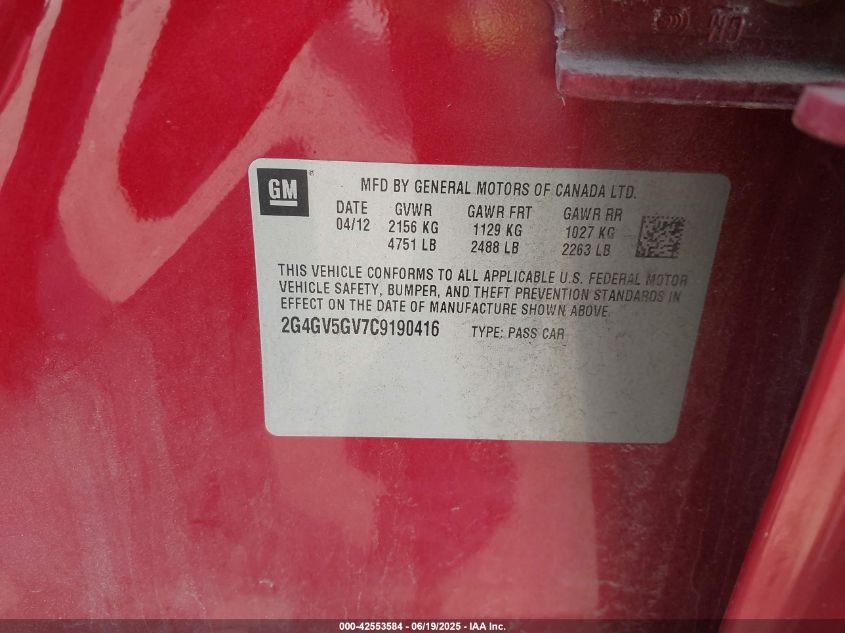 GM
MFD BY GENERAL MOTORS OF CANADA LTD.
DATE GVWR GAWR FRT GAWR RR
04/12 2156 KG 1129 KG 1027 KG
4751 LB 2488 LB 2263 LB
THIS VEHICLE CONFORMS TO ALL APPLICABLE U.S. FEDERAL MOTOR
VEHICLE SAFETY, BUMPER, AND THEFT PREVENTION STANDARDS IN
EFFECT ON THE DATE OF MANUFACTURE SHOWN ABOVE.
2G4GV5GV7C9190416 TYPE: PASS CAR
000-42553584 - 06/19/2025 - IAA Inc.